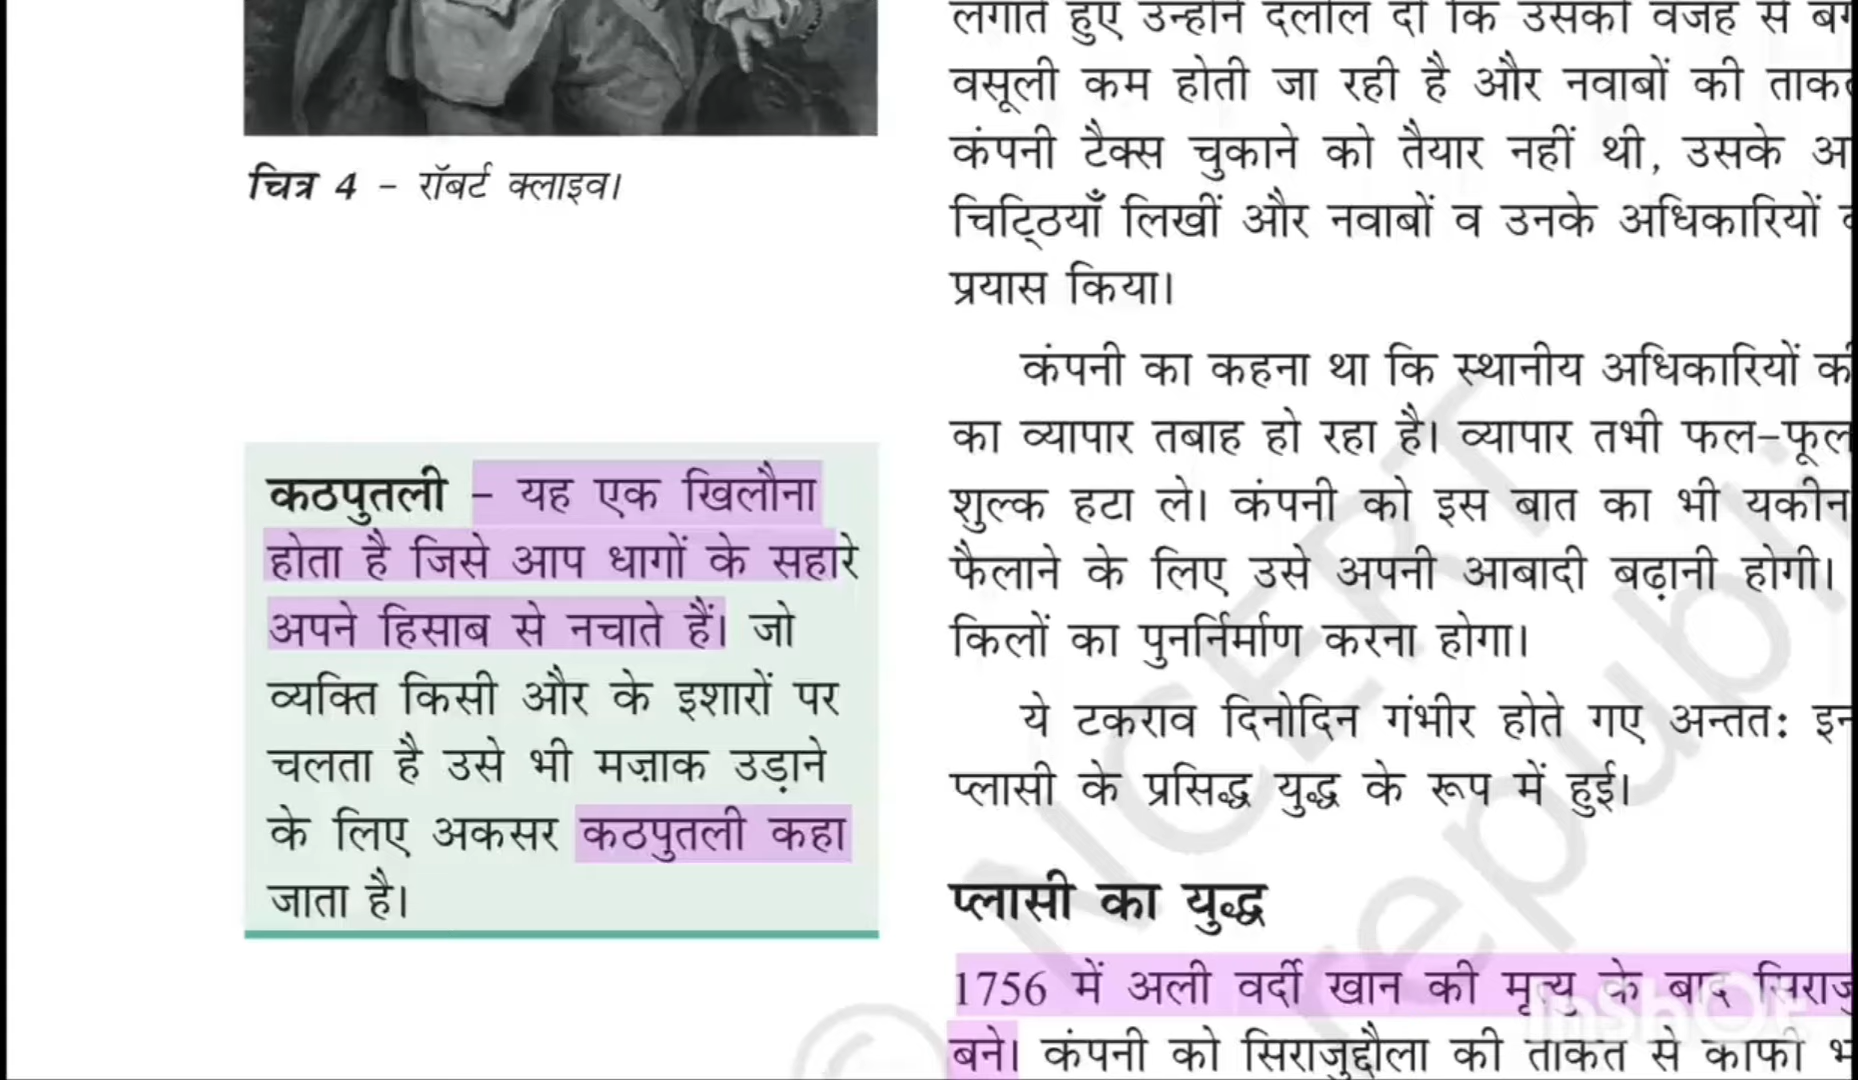 चित्र 4 – रॉबर्ट क्लाइव।
कठपुतली – यह एक खिलौना
होता है जिसे आप धागों के सहारे
अपने हिसाब से नचाते हैं। जो
व्यक्ति किसी और के इशारों पर
चलता है उसे भी मज़ाक उड़ाने
के लिए अकसर कठपुतली कहा
जाता है।
लगाते हुए उन्होंने दलील दी कि उसकी वजह से
वसूली कम होती जा रही है और नवाबों की
कंपनी टैक्स चुकाने को तैयार नहीं थी, उसके
चिट्ठियाँ लिखीं और नवाबों व उनके अधिकारियों
प्रयास किया।
कंपनी का कहना था कि स्थानीय अधिकारियों की
का व्यापार तबाह हो रहा है। व्यापार तभी फल-फूल
शुल्क हटा ले। कंपनी को इस बात का भी यकीन
फैलाने के लिए उसे अपनी आबादी बढ़ानी होगी।
किलों का पुनर्निर्माण करना होगा।
ये टकराव दिनोदिन गंभीर होते गए अन्ततः
प्लासी के प्रसिद्ध युद्ध के रूप में हुई।
प्लासी का युद्ध
1756 में अली वर्दी खान की मृत्यु के बाद
बने। कंपनी को सिराजुद्दौला की ताकत से काफी
© NCERT
republi
InShOt